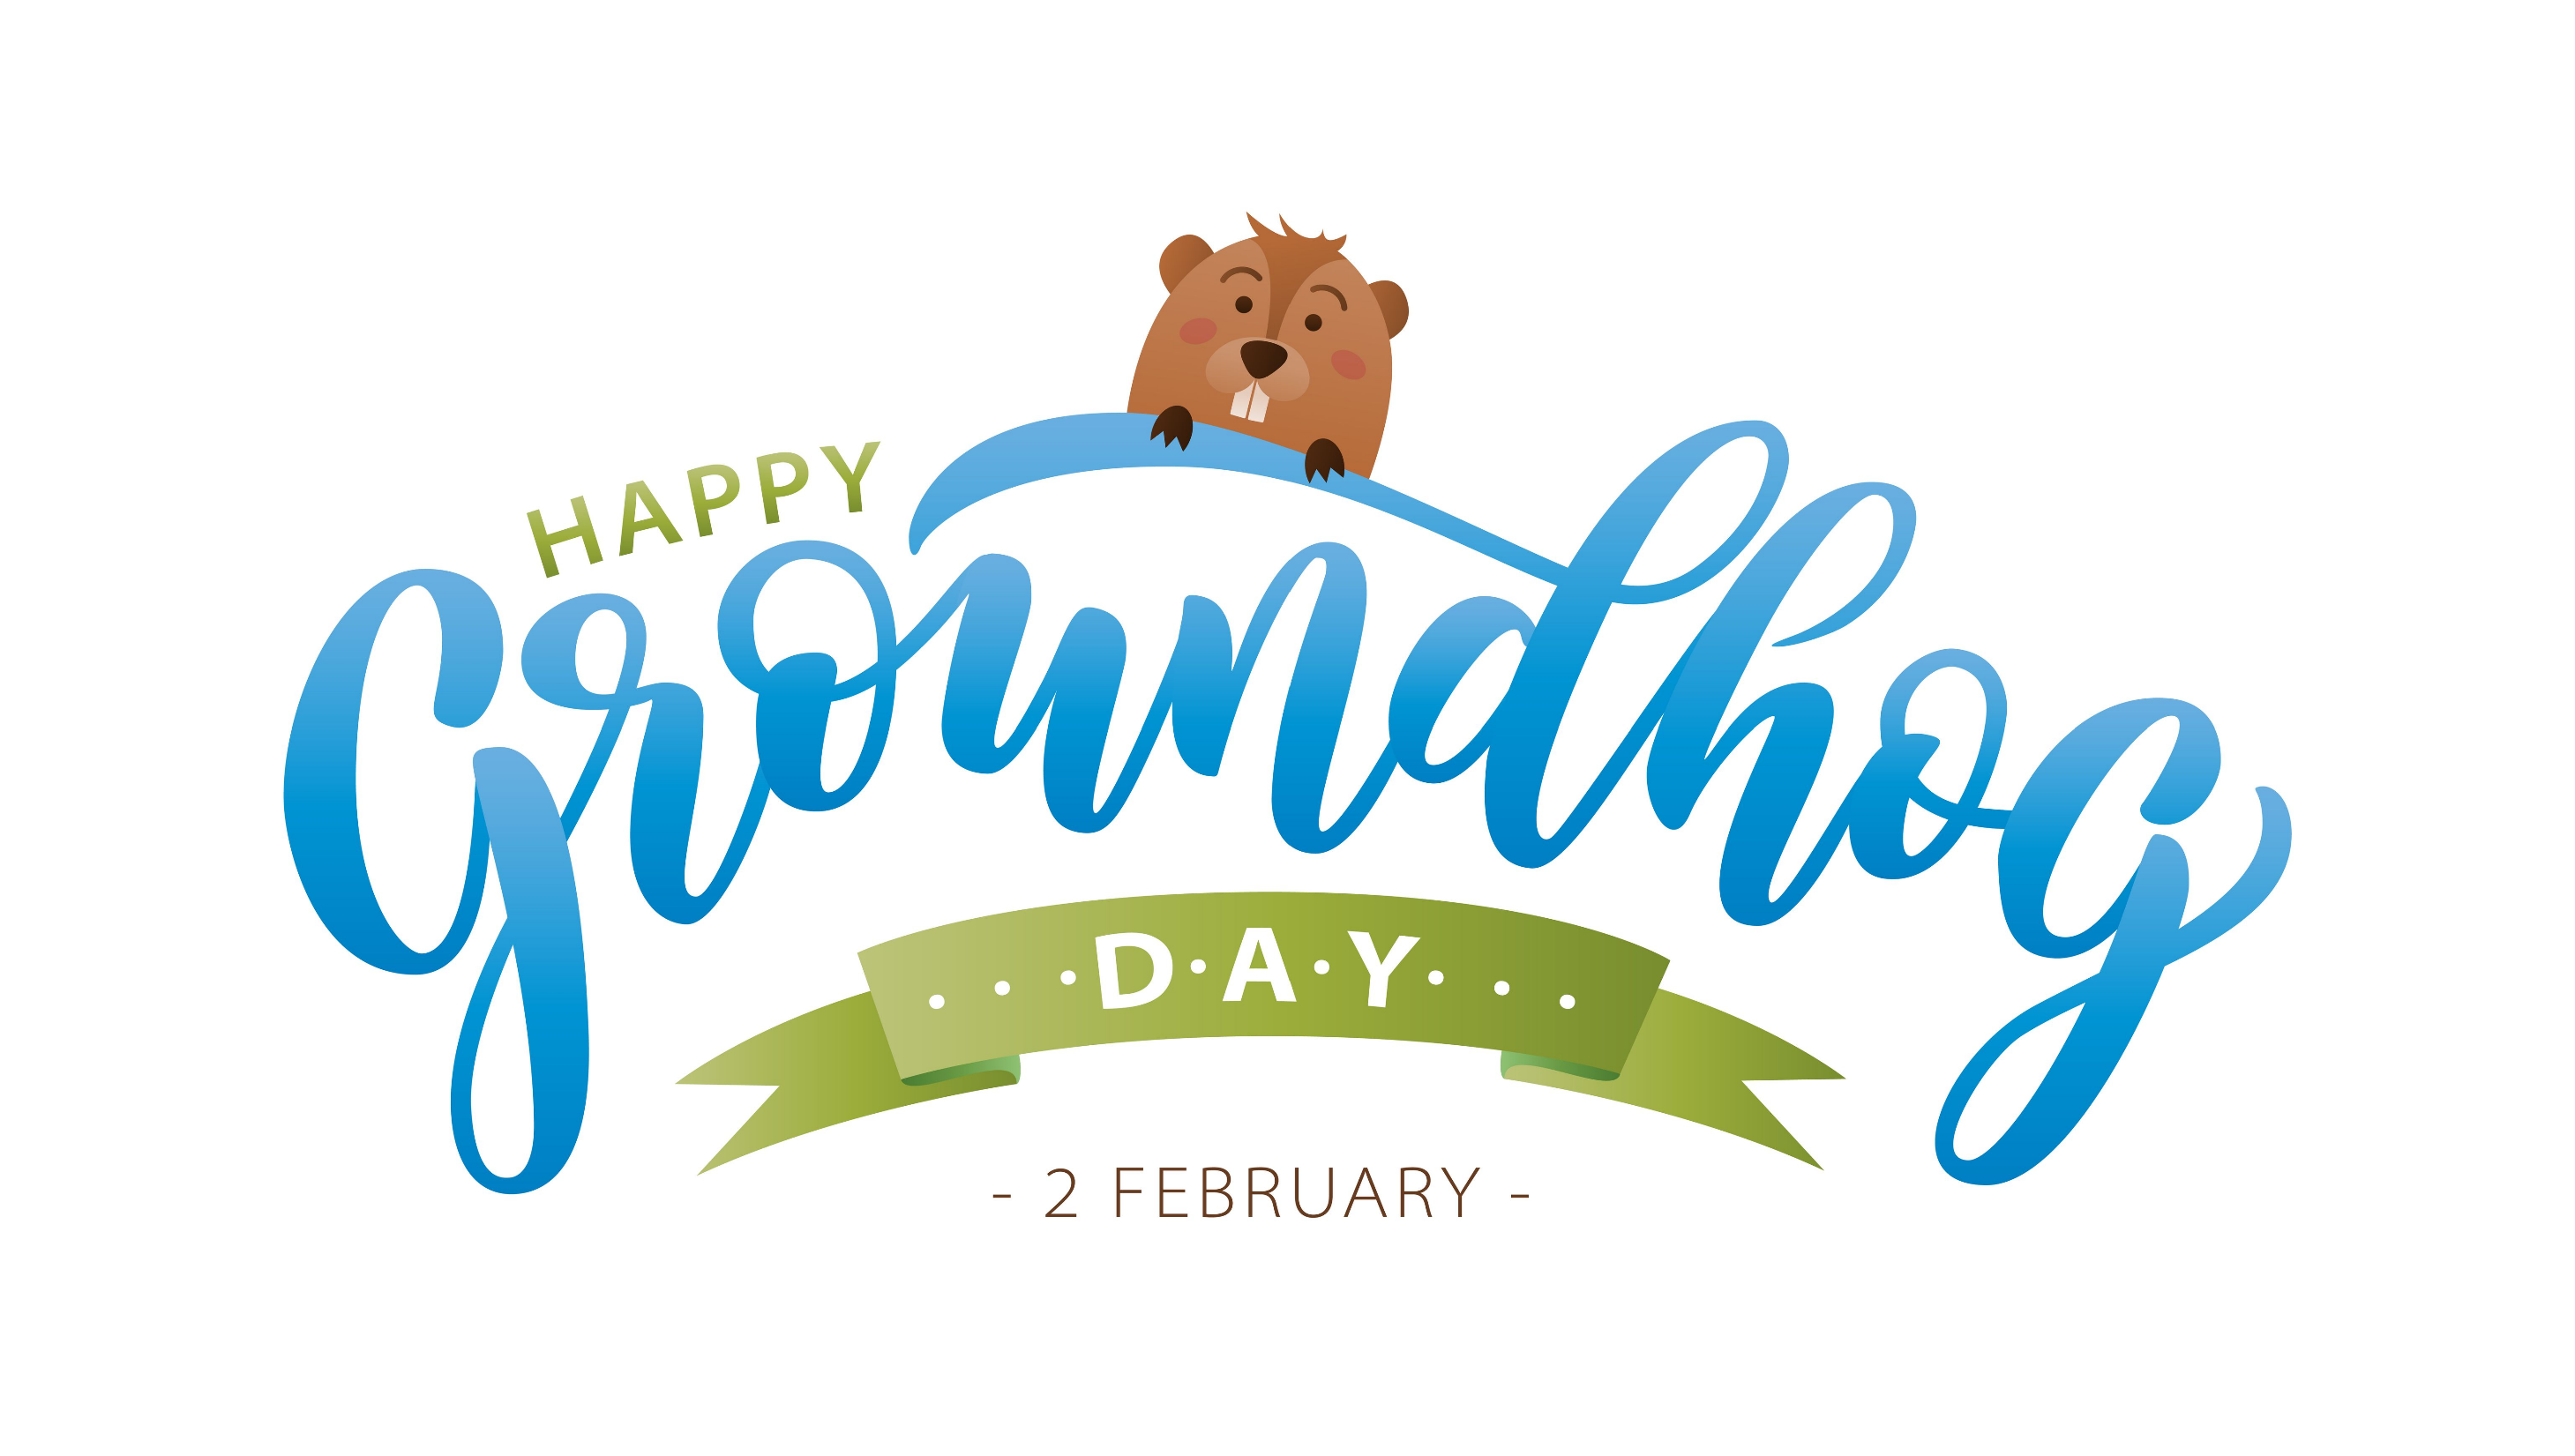 HAPPY
Groundhog
. . .D.A.Y. . .
- 2 FEBRUARY -